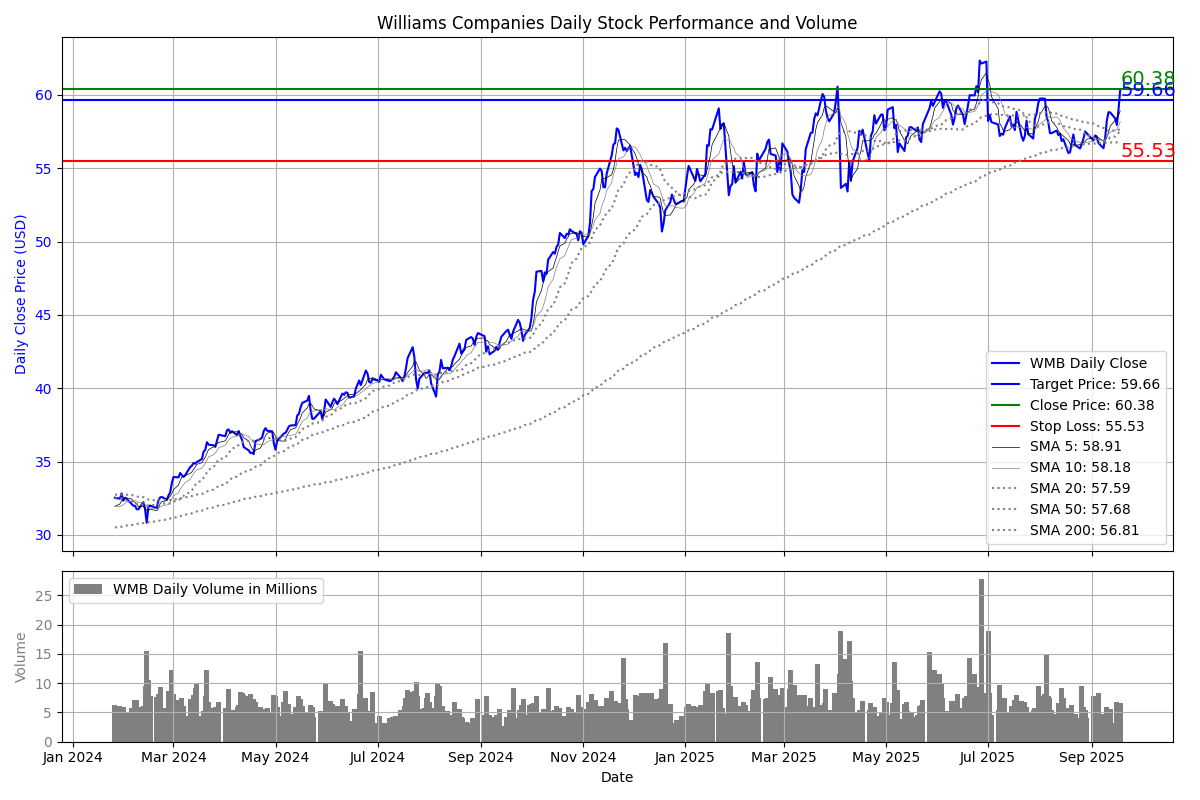 Williams Companies Daily Stock Performance and Volume
Daily Close Price (USD)
60
55
50
45
40
35
30
60.38
59.66
55.53
WMB Daily Close
Target Price: 59.66
Close Price: 60.38
Stop Loss: 55.53
SMA 5: 58.91
SMA 10: 58.18
SMA 20: 57.59
SMA 50: 57.68
SMA 200: 56.81
WMB Daily Volume in Millions
Volume
25
20
15
10
5
0
Jan 2024 Mar 2024 May 2024 Jul 2024 Sep 2024 Nov 2024 Jan 2025 Mar 2025 May 2025 Jul 2025 Sep 2025
Date